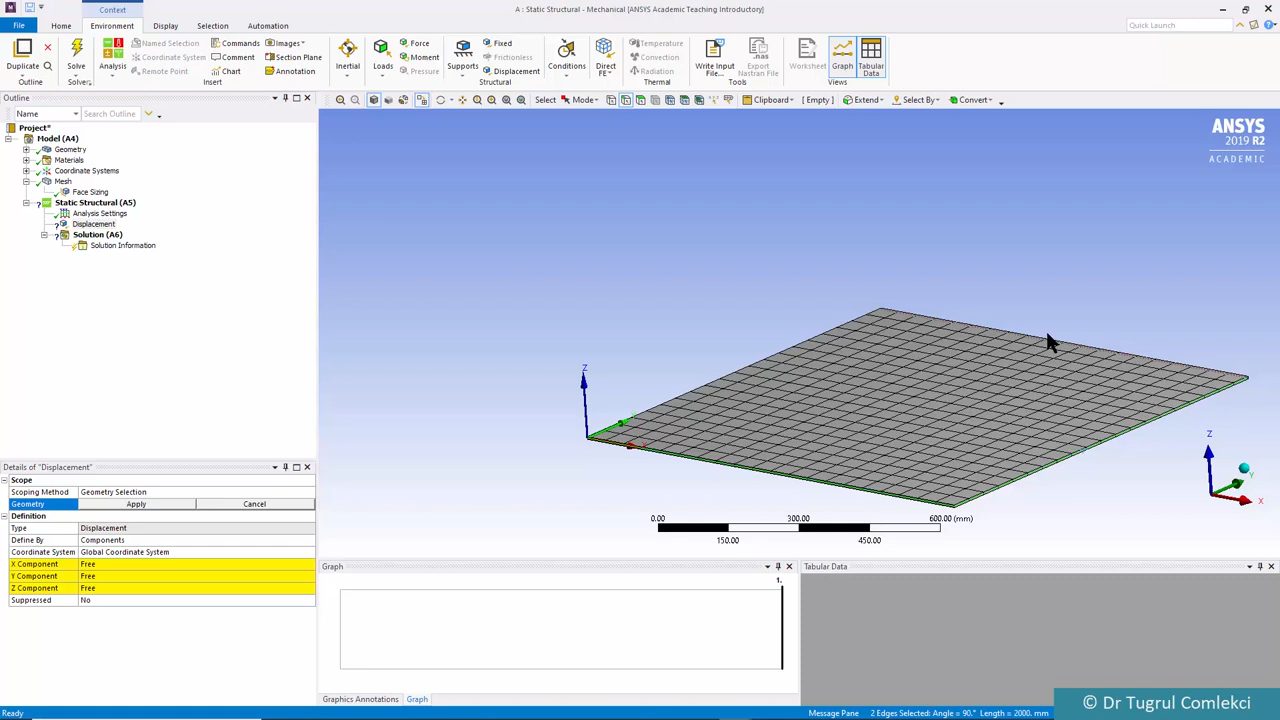 Context
A : Static Structural - Mechanical [ANSYS Academic Teaching Introductory]
File Home Environment Display Selection Automation
Quick Launch
Duplicate Solve Analysis
Named Selection Commands Images
Coordinate System Comment Section Plane
Remote Point Chart Annotation
Inertial Loads
Force
Moment
Pressure
Supports
Fixed
Frictionless
Displacement
Conditions
Direct FE
Temperature
Convection
Radiation
Write Input File...
Export Nastran File
Worksheet Graph Tabular Data
Outline Solver Insert Structural Thermal Tools Views
Outline
Name Search Outline
Select Mode Clipboard [ Empty ] Extend Select By Convert
Project*
Model (A4)
Geometry
Materials
Coordinate Systems
Mesh
Face Sizing
Static Structural (A5)
Analysis Settings
Displacement
Solution (A6)
Solution Information
ANSYS
2019 R2
ACADEMIC
Z
X
Z
Y
X
0.00 300.00 600.00 (mm)
150.00 450.00
Details of "Displacement"
Scope
Scoping Method Geometry Selection
Geometry Apply Cancel
Definition
Type Displacement
Define By Components
Coordinate System Global Coordinate System
X Component Free
Y Component Free
Z Component Free
Suppressed No
Graph
1.
Tabular Data
Graphics Annotations Graph
Ready
Message Pane 2 Edges Selected: Angle = 90.° Length = 2000. mm
© Dr Tugrul Comlekci